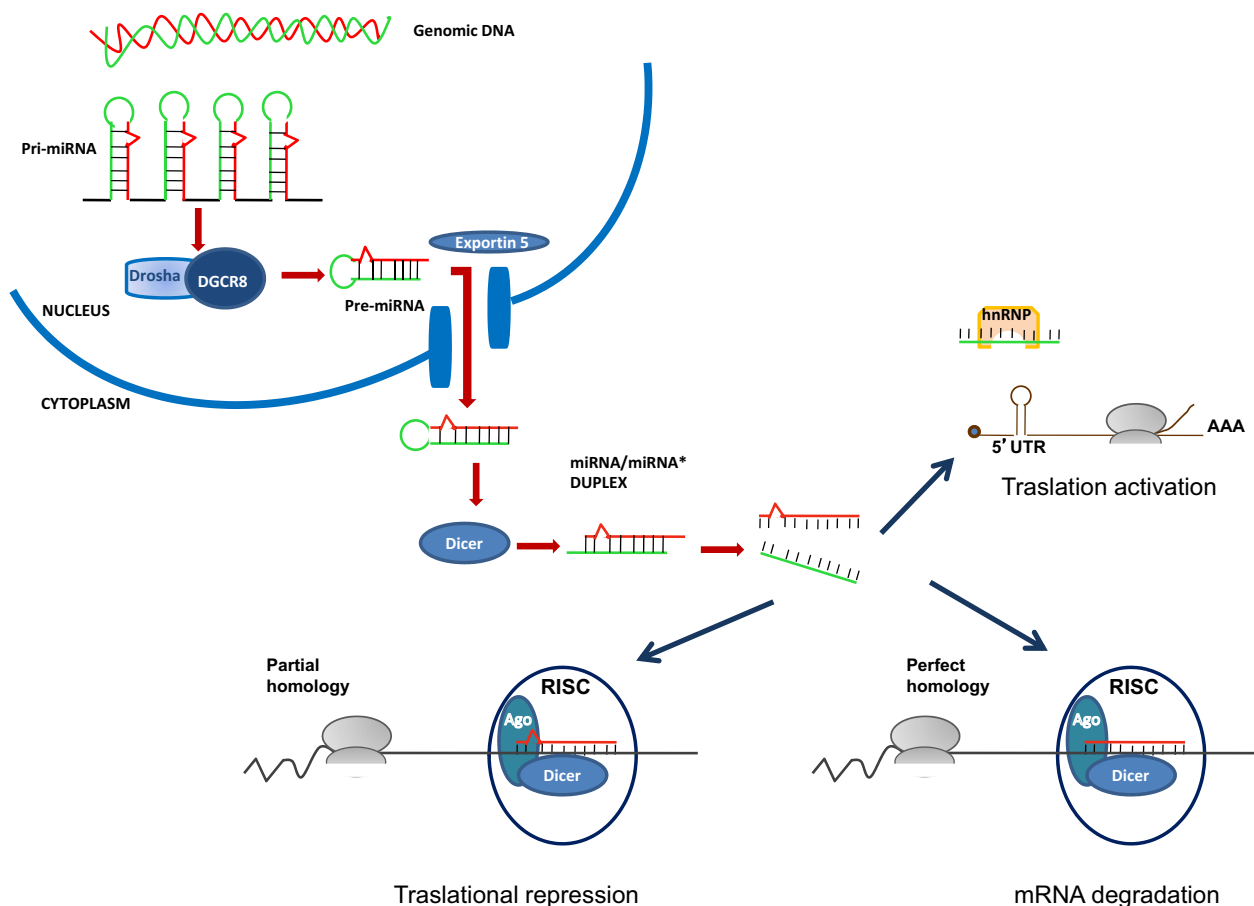 Genomic DNA
Pri-miRNA
Exportin 5
Drosha
DGCR8
Pre-miRNA
NUCLEUS
CYTOPLASM
hnRNP
AAA
5' UTR
Traslation activation
miRNA/miRNA*
DUPLEX
Dicer
Partial
homology
RISC
Ago
Dicer
Traslational repression
Perfect
homology
RISC
Ago
Dicer
mRNA degradation